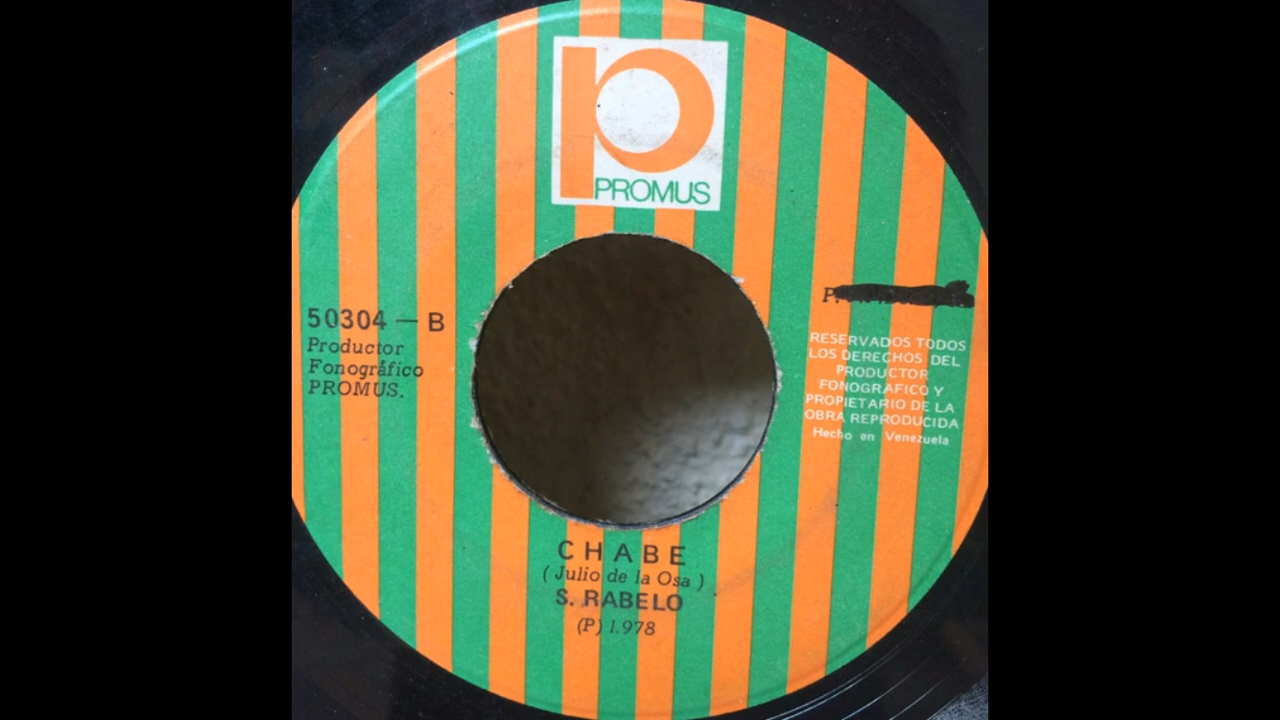 PROMUS
50304 — B
Productor
Fonográfico
PROMUS.
RESERVADOS TODOS
LOS DERECHOS DEL
PRODUCTOR
FONOGRAFICO Y
PROPIETARIO DE LA
OBRA REPRODUCIDA
Hecho en Venezuela
CHABE
( Julio de la Osa )
S. RABELO
(P) 1.978